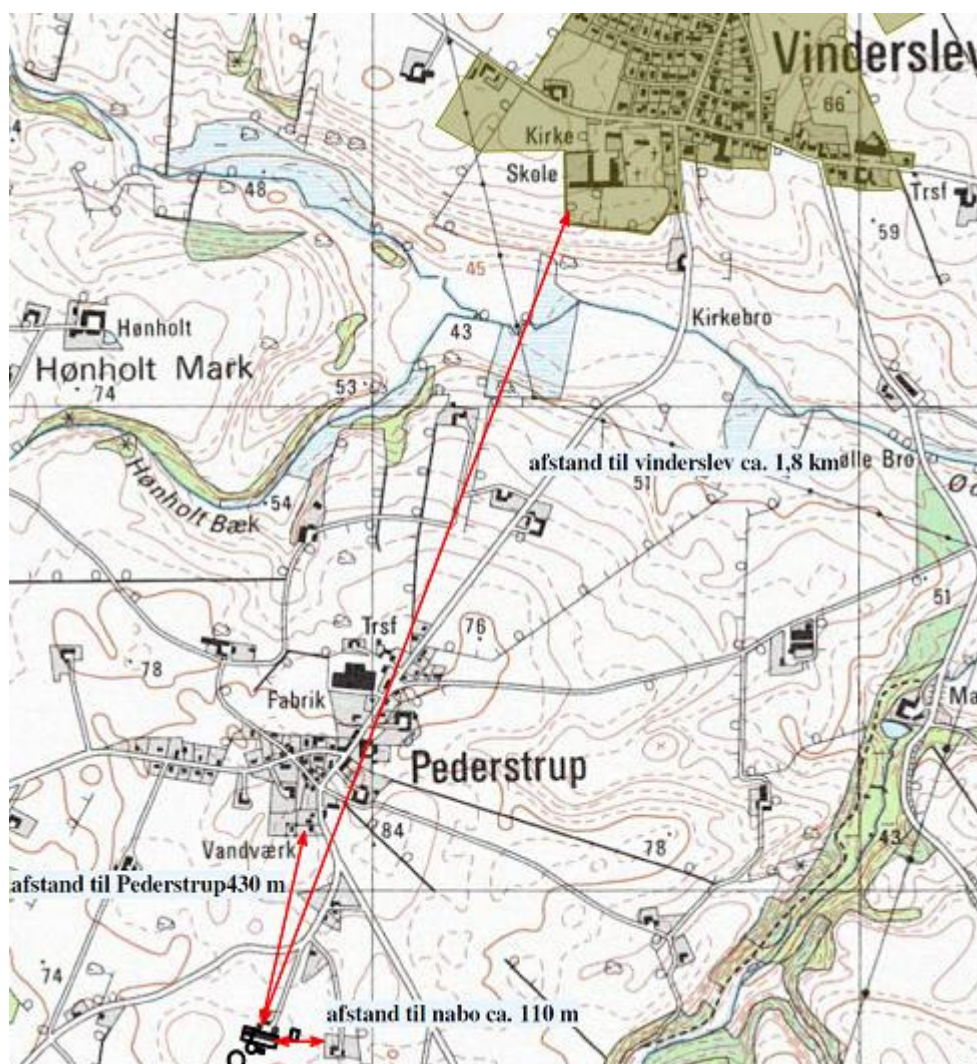 Vinderslev
66
Kirke
Skole
Trsf
48
59
45
Kirkebro
43
Hønholt
Hønholt Mark
74
53
afstand til vinderslev ca. 1,8 km
ølle Bro
51
54
Hønholt Bæk
51
Trsf
76
78
Fabrik
Ma
Pederstrup
84
Vandværk
78
43
afstand til Pederstrup430 m
74
afstand til nabo ca. 110 m